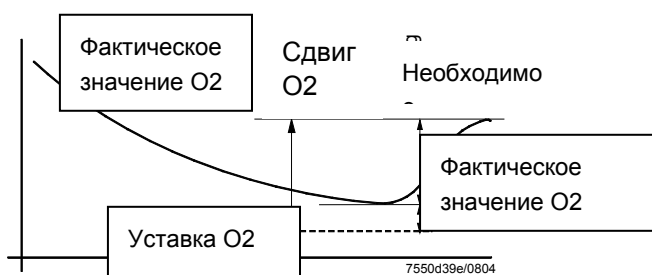 Фактическое
значение О2
Сдвиг
О2
Необходимо
Фактическое
значение О2
Уставка О2
7550d39e/0804